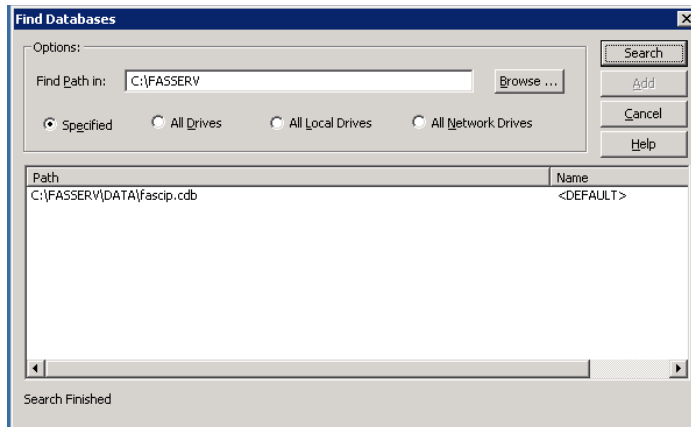 Find Databases
Options:
Search
Find Path in: C:\FASSERV Browse ...
Add
Specified All Drives All Local Drives All Network Drives
Cancel
Help
Path Name
C:\FASSERV\DATA\fascip.cdb <DEFAULT>
Search Finished